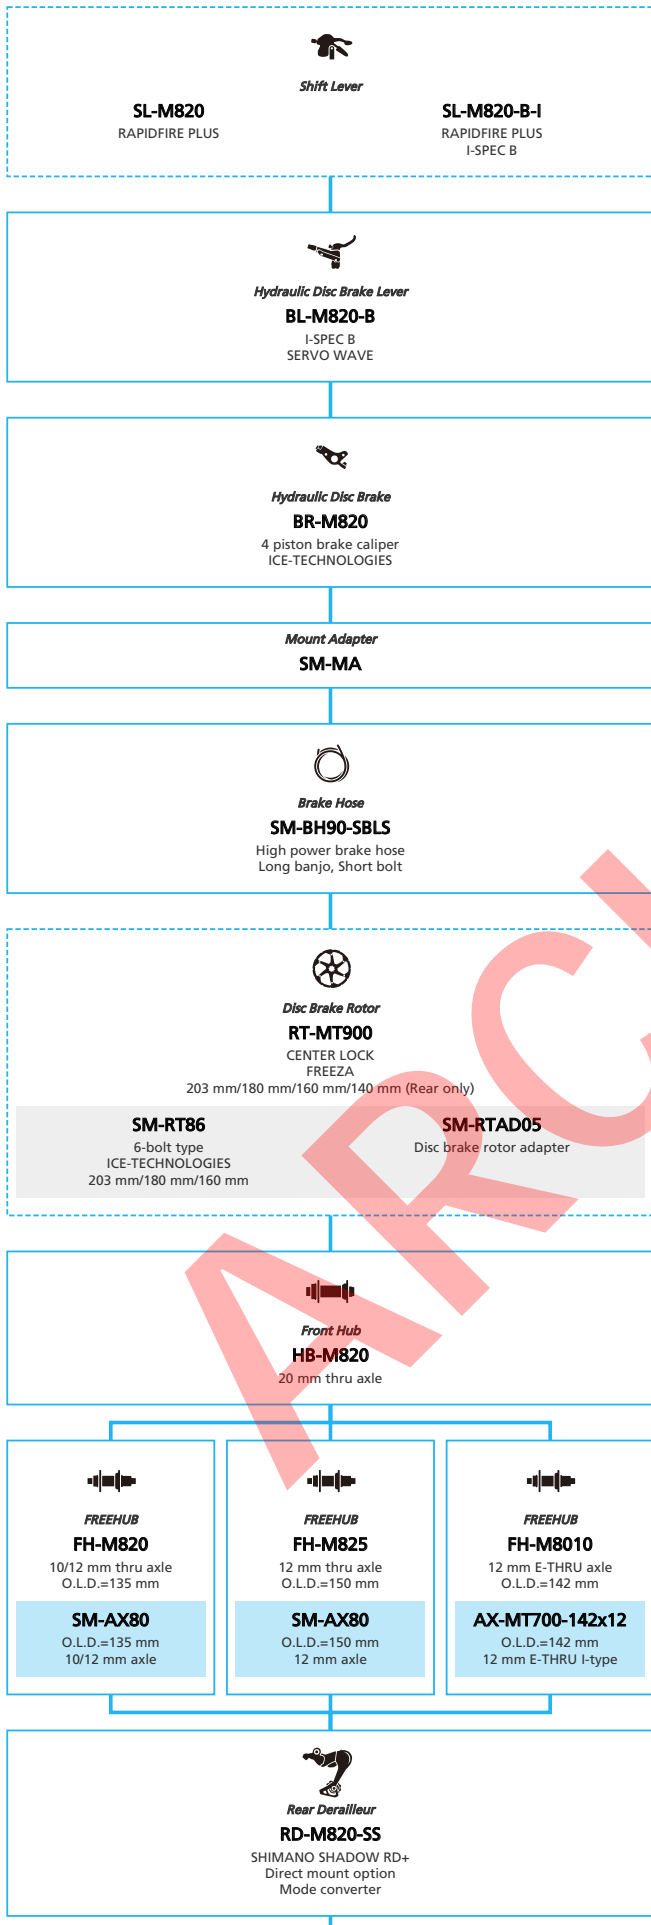 Shift Lever
SL-M820
RAPIDFIRE PLUS
SL-M820-B-I
RAPIDFIRE PLUS
I-SPEC B
Hydraulic Disc Brake Lever
BL-M820-B
I-SPEC B
SERVO WAVE
Hydraulic Disc Brake
BR-M820
4 piston brake caliper
ICE-TECHNOLOGIES
Mount Adapter
SM-MA
Brake Hose
SM-BH90-SBLS
High power brake hose
Long banjo, Short bolt
Disc Brake Rotor
RT-MT900
CENTER LOCK
FREEZA
203 mm/180 mm/160 mm/140 mm (Rear only)
SM-RT86
6-bolt type
ICE-TECHNOLOGIES
203 mm/180 mm/160 mm
SM-RTAD05
Disc brake rotor adapter
Front Hub
HB-M820
20 mm thru axle
FREEHUB
FH-M820
10/12 mm thru axle
O.L.D.=135 mm
SM-AX80
O.L.D.=135 mm
10/12 mm axle
FREEHUB
FH-M825
12 mm thru axle
O.L.D.=150 mm
SM-AX80
O.L.D.=150 mm
12 mm axle
FREEHUB
FH-M8010
12 mm E-THRU axle
O.L.D.=142 mm
AX-MT700-142x12
O.L.D.=142 mm
12 mm E-THRU I-type
Rear Derailleur
RD-M820-SS
SHIMANO SHADOW RD+
Direct mount option
Mode converter